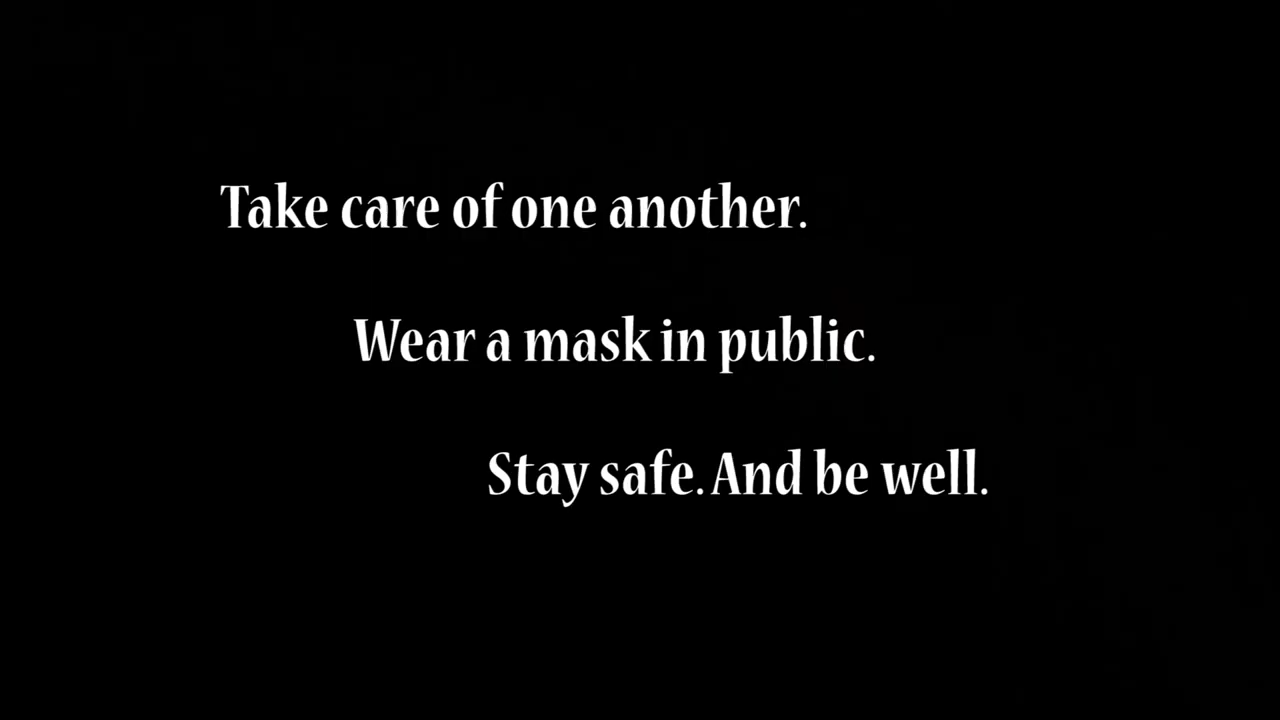 Take care of one another.
Wear a mask in public.
Stay safe. And be well.